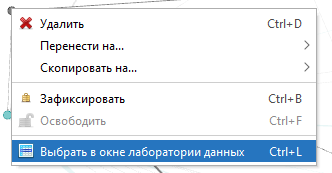 Удалить Ctrl+D
Перенести на...
Скопировать на...
Зафиксировать Ctrl+B
Освободить Ctrl+F
Выбрать в окне лаборатории данных Ctrl+L